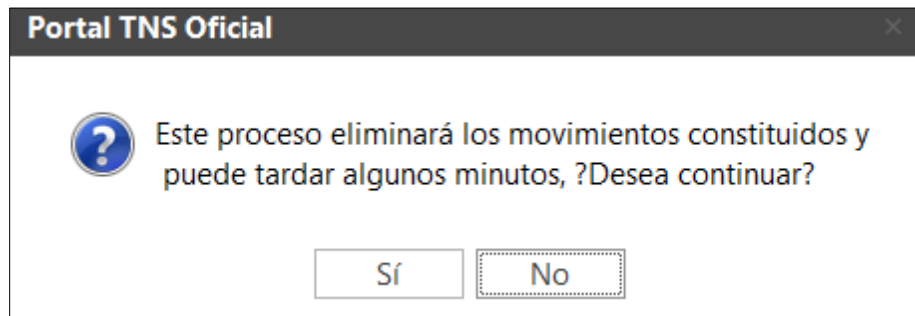 Portal TNS Oficial
Este proceso eliminará los movimientos constituidos y
puede tardar algunos minutos, ?Desea continuar?
Sí
No